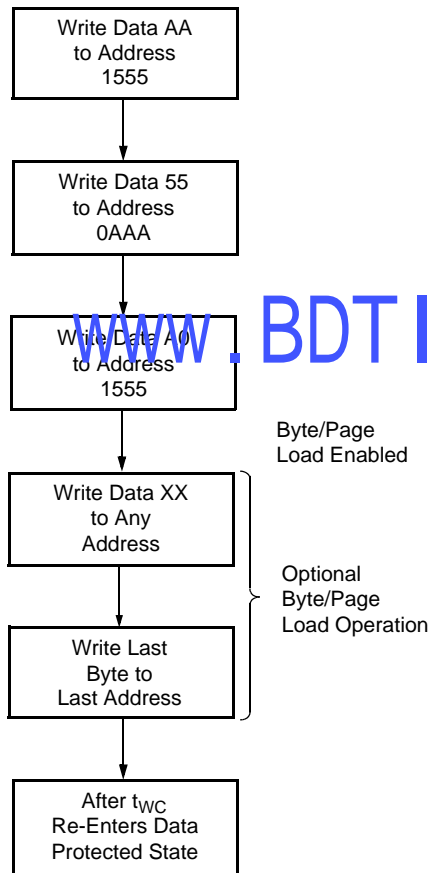 Write Data AA
to Address
1555
Write Data 55
to Address
0AAA
Write Data A0
to Address
1555
WWW.BDTI
Byte/Page
Load Enabled
Write Data XX
to Any
Address
Optional
Byte/Page
Load Operation
Write Last
Byte to
Last Address
After tWC
Re-Enters Data
Protected State